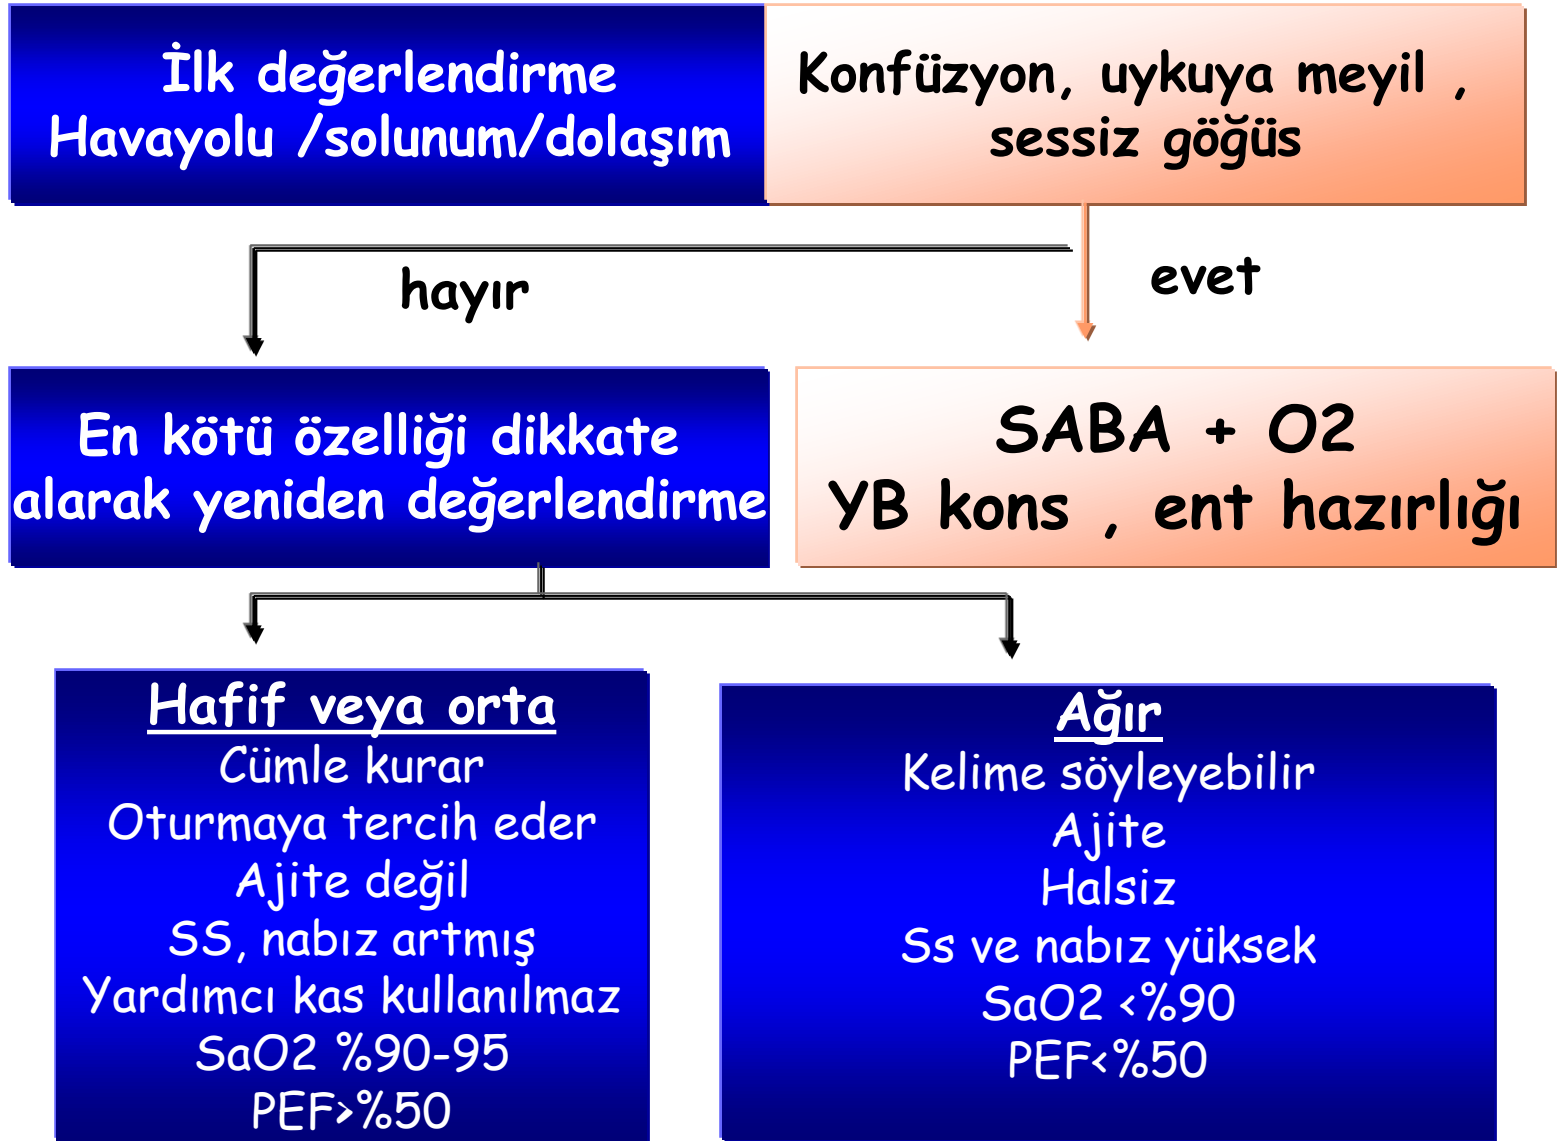 İlk değerlendirme
Havayolu /solunum/dolaşım
Konfüzyon, uykuya meyil ,
sessiz göğüs
hayır
evet
En kötü özelliği dikkate
alarak yeniden değerlendirme
SABA + O2
YB kons , ent hazırlığı
Hafif veya orta
Cümle kurar
Oturmaya tercih eder
Ajite değil
SS, nabız artmış
Yardımcı kas kullanılmaz
SaO2 %90-95
PEF>%50
Ağır
Kelime söyleyebilir
Ajite
Halsiz
Ss ve nabız yüksek
SaO2 <%90
PEF<%50